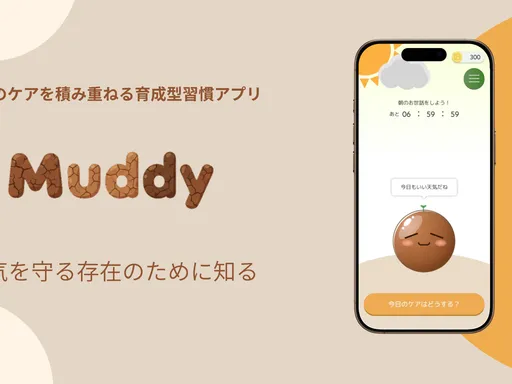 のケアを積み重ねる育成型習慣アプリ
Muddy
気を守る存在のために知る
300
朝のお世話をしよう！
あと 06 : 59 : 59
今日もいい天気だね
今日のケアはどうする？